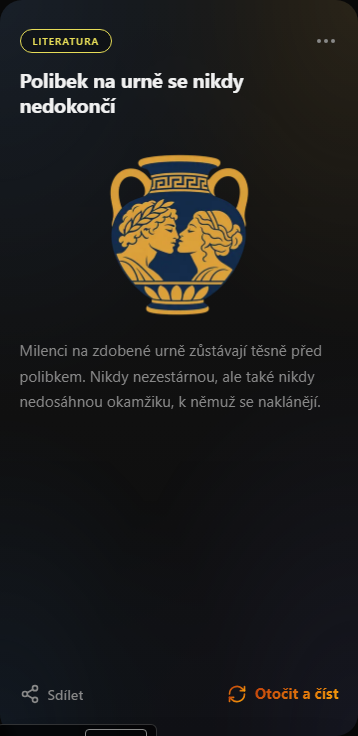 LITERATURA
Polibek na urně se nikdy
nedokončí
Milenci na zdobené urně zůstávají těsně před
polibkem. Nikdy nezestárnou, ale také nikdy
nedosáhnou okamžiku, k němuž se naklánějí.
Sdílet
Otočit a číst